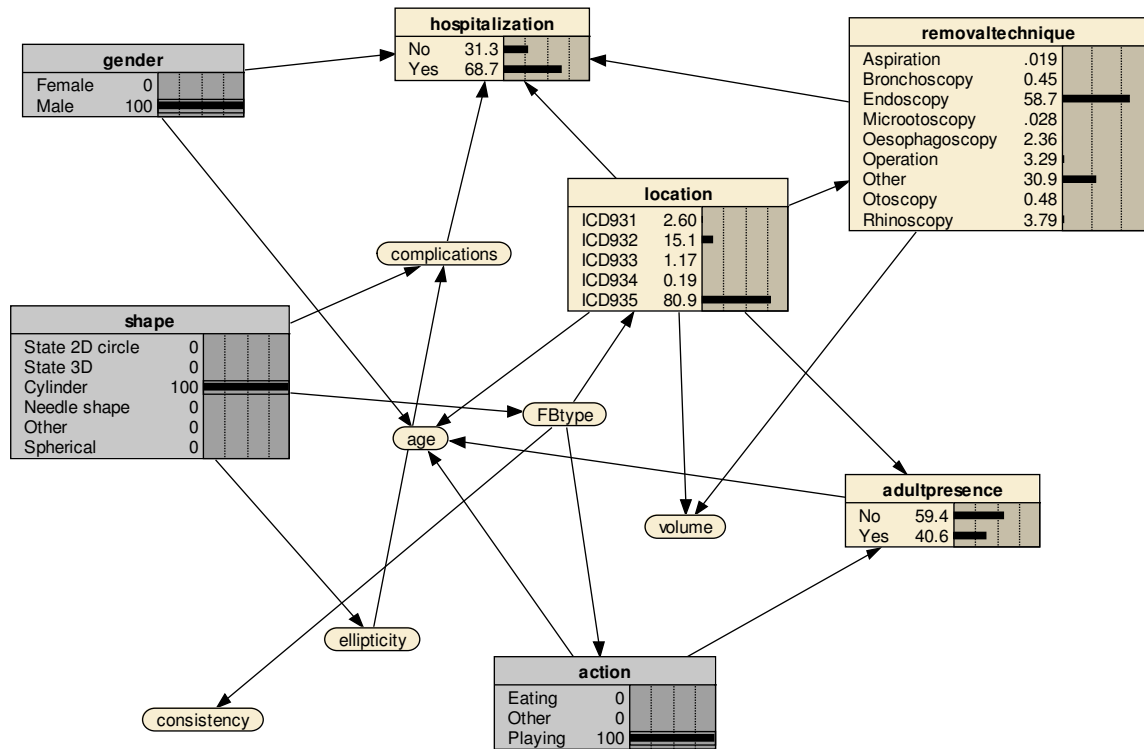 hospitalization
No 31.3
Yes 68.7
removaltechnique
Aspiration .019
Bronchoscopy 0.45
Endoscopy 58.7
Microotoscopy .028
Oesophagoscopy 2.36
Operation 3.29
Other 30.9
Otoscopy 0.48
Rhinoscopy 3.79
gender
Female 0
Male 100
location
ICD931 2.60
ICD932 15.1
ICD933 1.17
ICD934 0.19
ICD935 80.9
complications
shape
State 2D circle 0
State 3D 0
Cylinder 100
Needle shape 0
Other 0
Spherical 0
FBtype
age
adultpresence
No 59.4
Yes 40.6
volume
ellipticity
action
Eating 0
Other 0
Playing 100
consistency